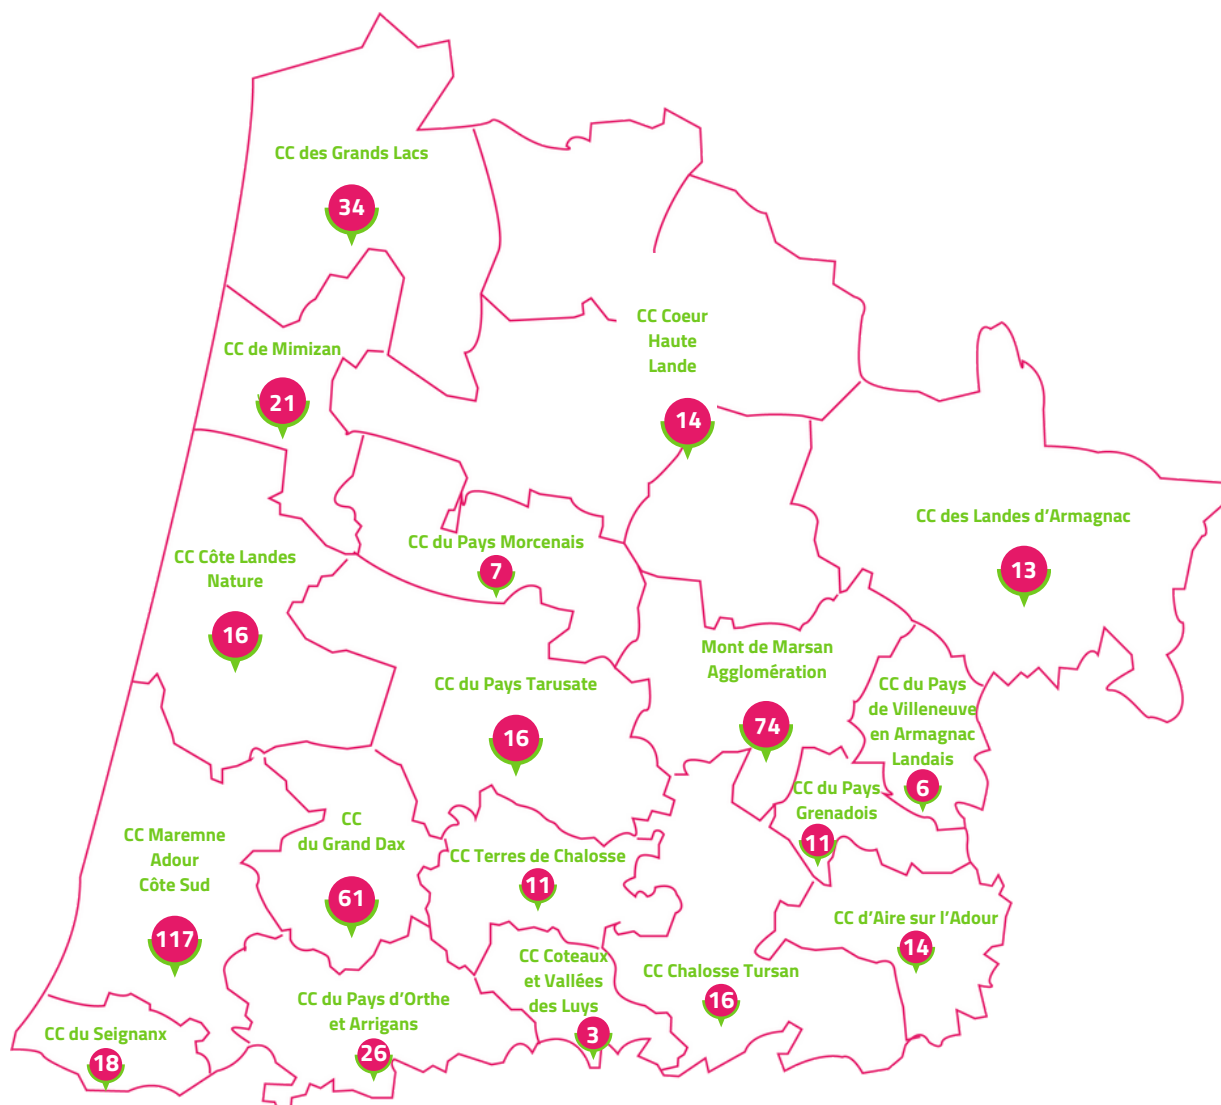 CC des Grands Lacs
34
CC de Mimizan
21
CC Coeur
Haute
Lande
14
CC des Landes d’Armagnac
13
CC du Pays Morcenais
7
CC Côte Landes
Nature
16
Mont de Marsan
Agglomération
74
CC du Pays Tarusate
16
CC du Pays
de Villeneuve
en Armagnac
Landais
6
CC du Pays
Grenadois
11
CC Maremne
Adour
Côte Sud
117
CC
du Grand Dax
61
CC Terres de Chalosse
11
CC d’Aire sur l’Adour
14
CC Coteaux
et Vallées
des Luys
3
CC Chalosse Tursan
16
CC du Pays d’Orthe
et Arrigans
26
CC du Seignanx
18